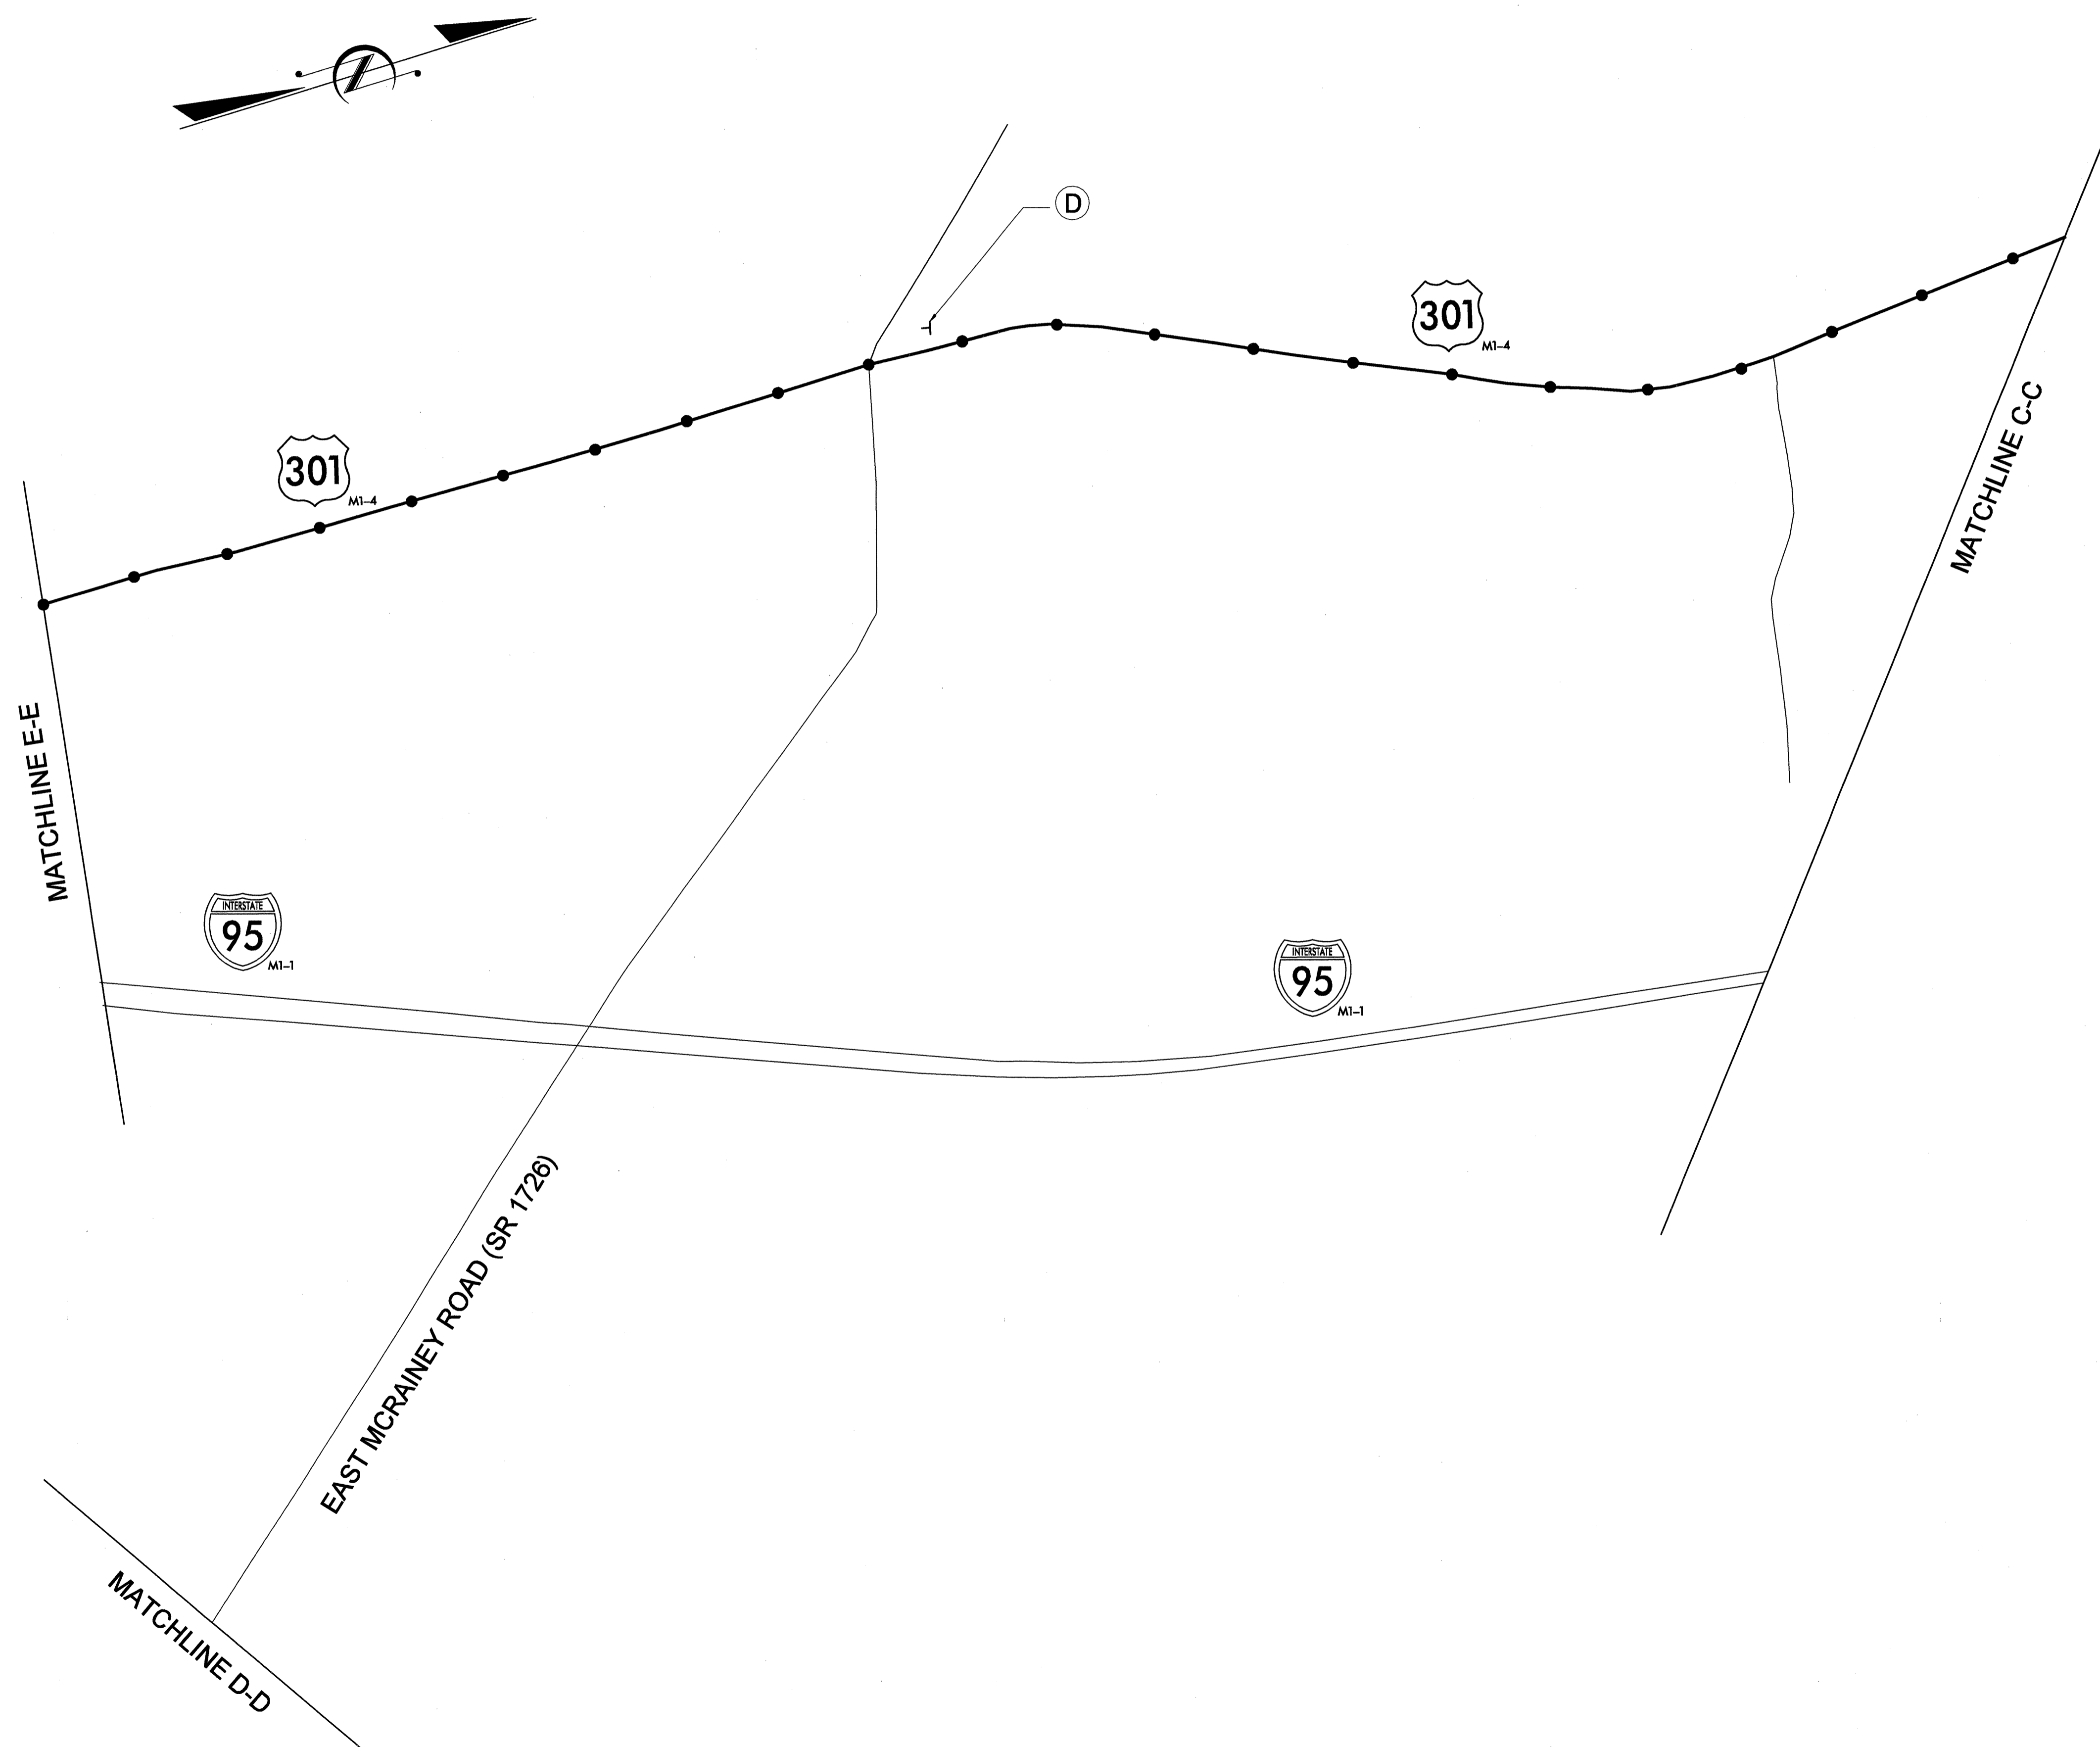 D
301
M1-4
301
M1-4
MATCHLINE C-C
MATCHLINE E-E
INTERSTATE
95
M1-1
INTERSTATE
95
M1-1
EAST MCRAINEY ROAD (SR 1726)
MATCHLINE D-D